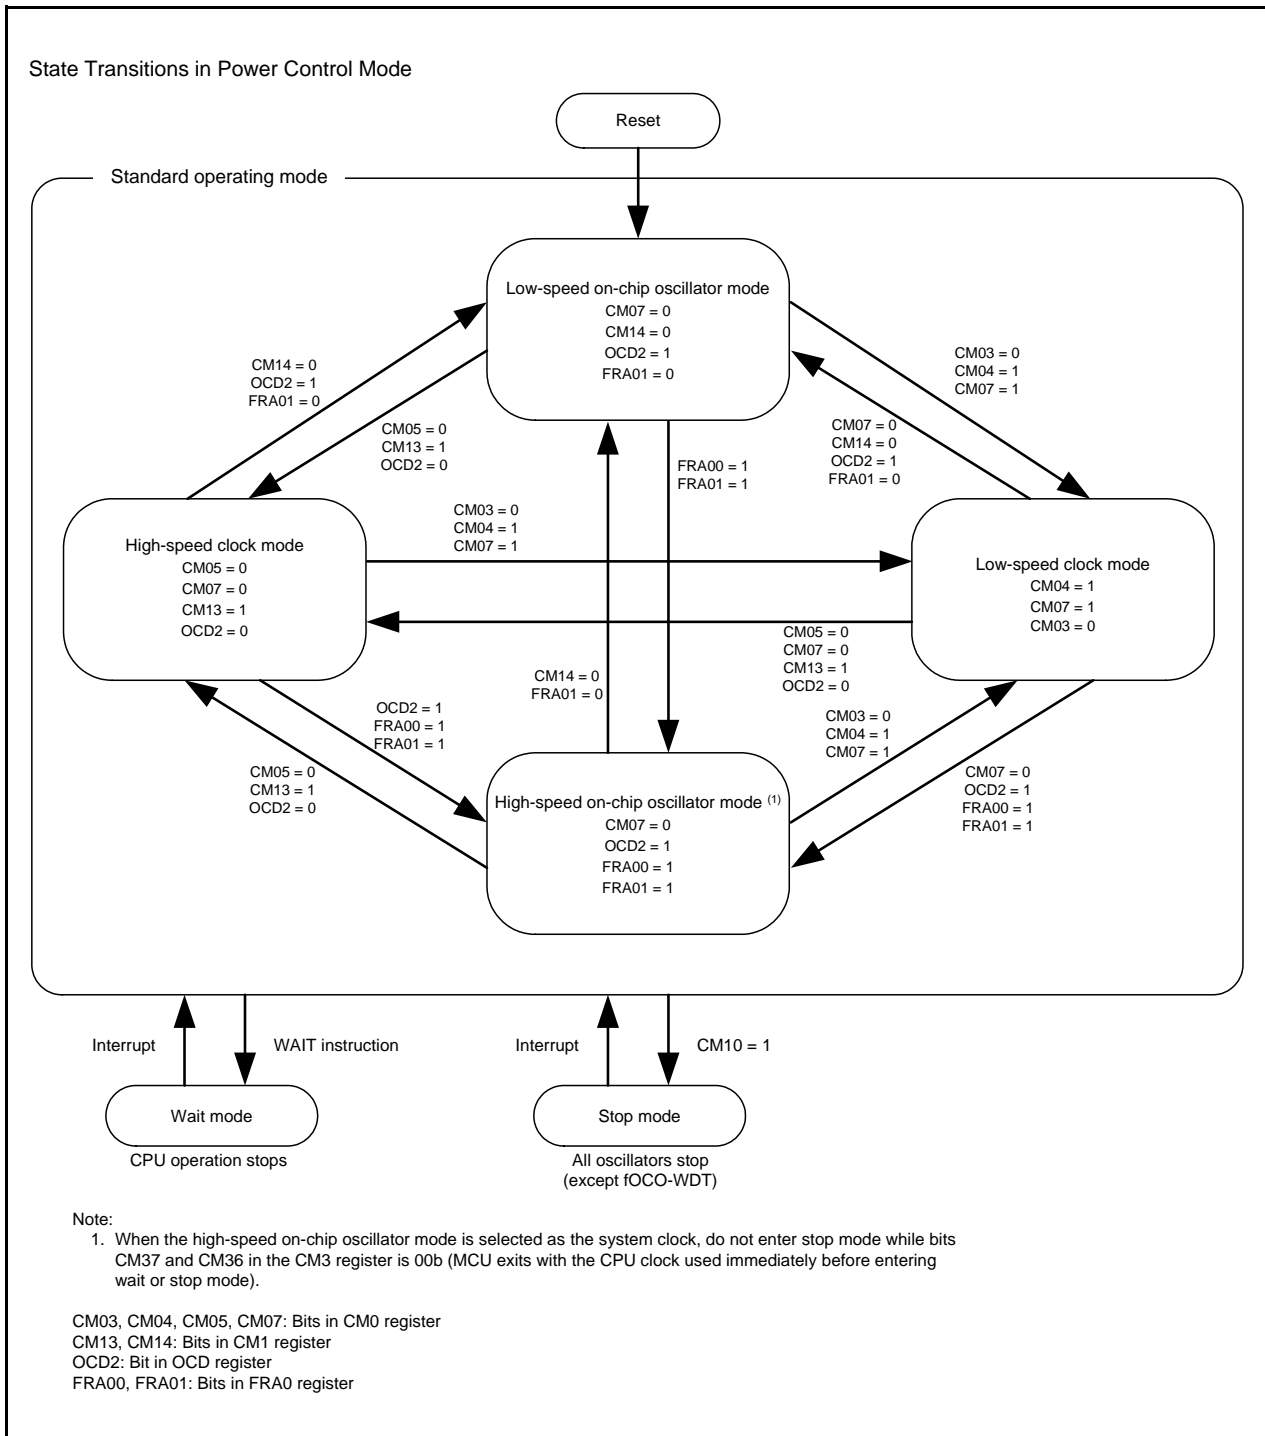 State Transitions in Power Control Mode
Reset
Standard operating mode
Low-speed on-chip oscillator mode
CM07 = 0
CM14 = 0
OCD2 = 1
FRA01 = 0
CM14 = 0
OCD2 = 1
FRA01 = 0
CM05 = 0
CM13 = 1
OCD2 = 0
FRA00 = 1
FRA01 = 1
CM07 = 0
CM14 = 0
OCD2 = 1
FRA01 = 0
CM03 = 0
CM04 = 1
CM07 = 1
High-speed clock mode
CM05 = 0
CM07 = 0
CM13 = 1
OCD2 = 0
CM03 = 0
CM04 = 1
CM07 = 1
Low-speed clock mode
CM04 = 1
CM07 = 1
CM03 = 0
CM05 = 0
CM07 = 0
CM13 = 1
OCD2 = 0
CM14 = 0
FRA01 = 0
OCD2 = 1
FRA00 = 1
FRA01 = 1
CM05 = 0
CM13 = 1
OCD2 = 0
CM03 = 0
CM04 = 1
CM07 = 1
CM07 = 0
OCD2 = 1
FRA00 = 1
FRA01 = 1
High-speed on-chip oscillator mode (1)
CM07 = 0
OCD2 = 1
FRA00 = 1
FRA01 = 1
Interrupt
WAIT instruction
Interrupt
CM10 = 1
Wait mode
CPU operation stops
Stop mode
All oscillators stop
(except fOCO-WDT)
Note:
1. When the high-speed on-chip oscillator mode is selected as the system clock, do not enter stop mode while bits
CM37 and CM36 in the CM3 register is 00b (MCU exits with the CPU clock used immediately before entering
wait or stop mode).
CM03, CM04, CM05, CM07: Bits in CM0 register
CM13, CM14: Bits in CM1 register
OCD2: Bit in OCD register
FRA00, FRA01: Bits in FRA0 register